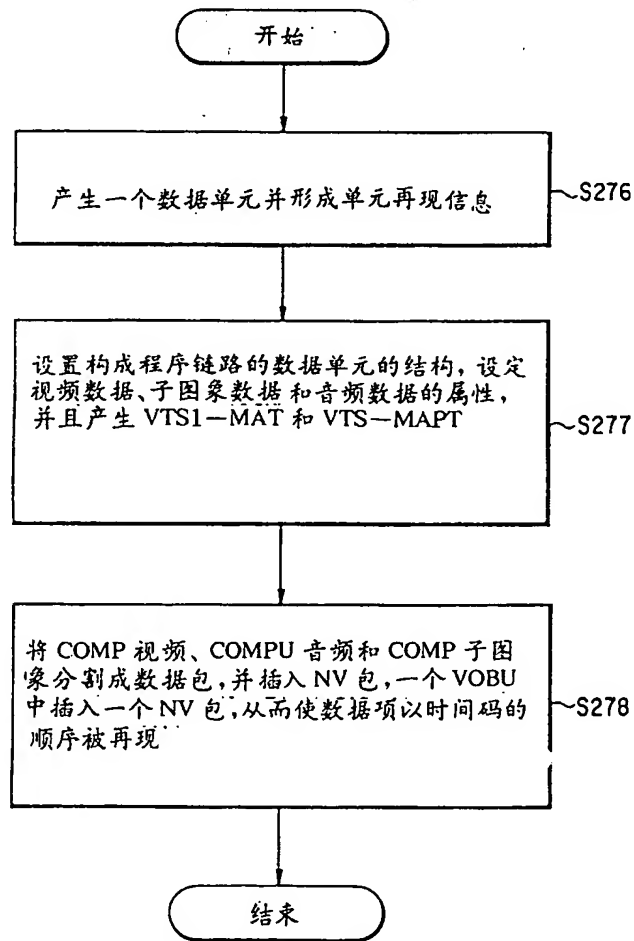 开始
产生一个数据单元并形成单元再现信息
S276
设置构成程序链路的数据单元的结构，设定
视频数据、子图象数据和音频数据的属性，
并且产生 VTS1－MAT 和 VTS－MAPT
S277
将 COMP 视频、COMPU 音频和 COMP 子图
象分割成数据包，并插入 NV 包，一个 VOBU
中插入一个 NV 包，从而使数据项以时间码的
顺序被再现
S278
结束